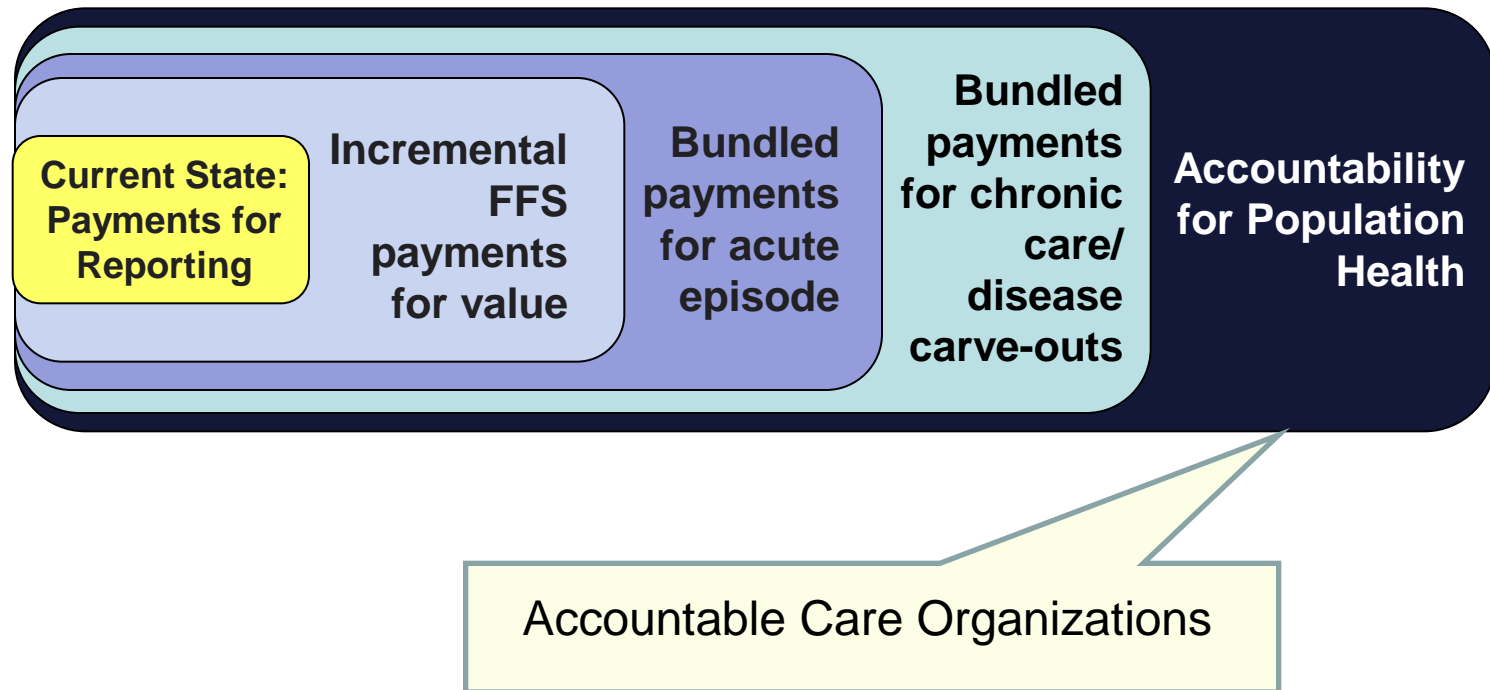 Current State:
Payments for
Reporting
Incremental
FFS
payments
for value
Bundled
payments
for acute
episode
Bundled
payments
for chronic
care/
disease
carve-outs
Accountability
for Population
Health
Accountable Care Organizations